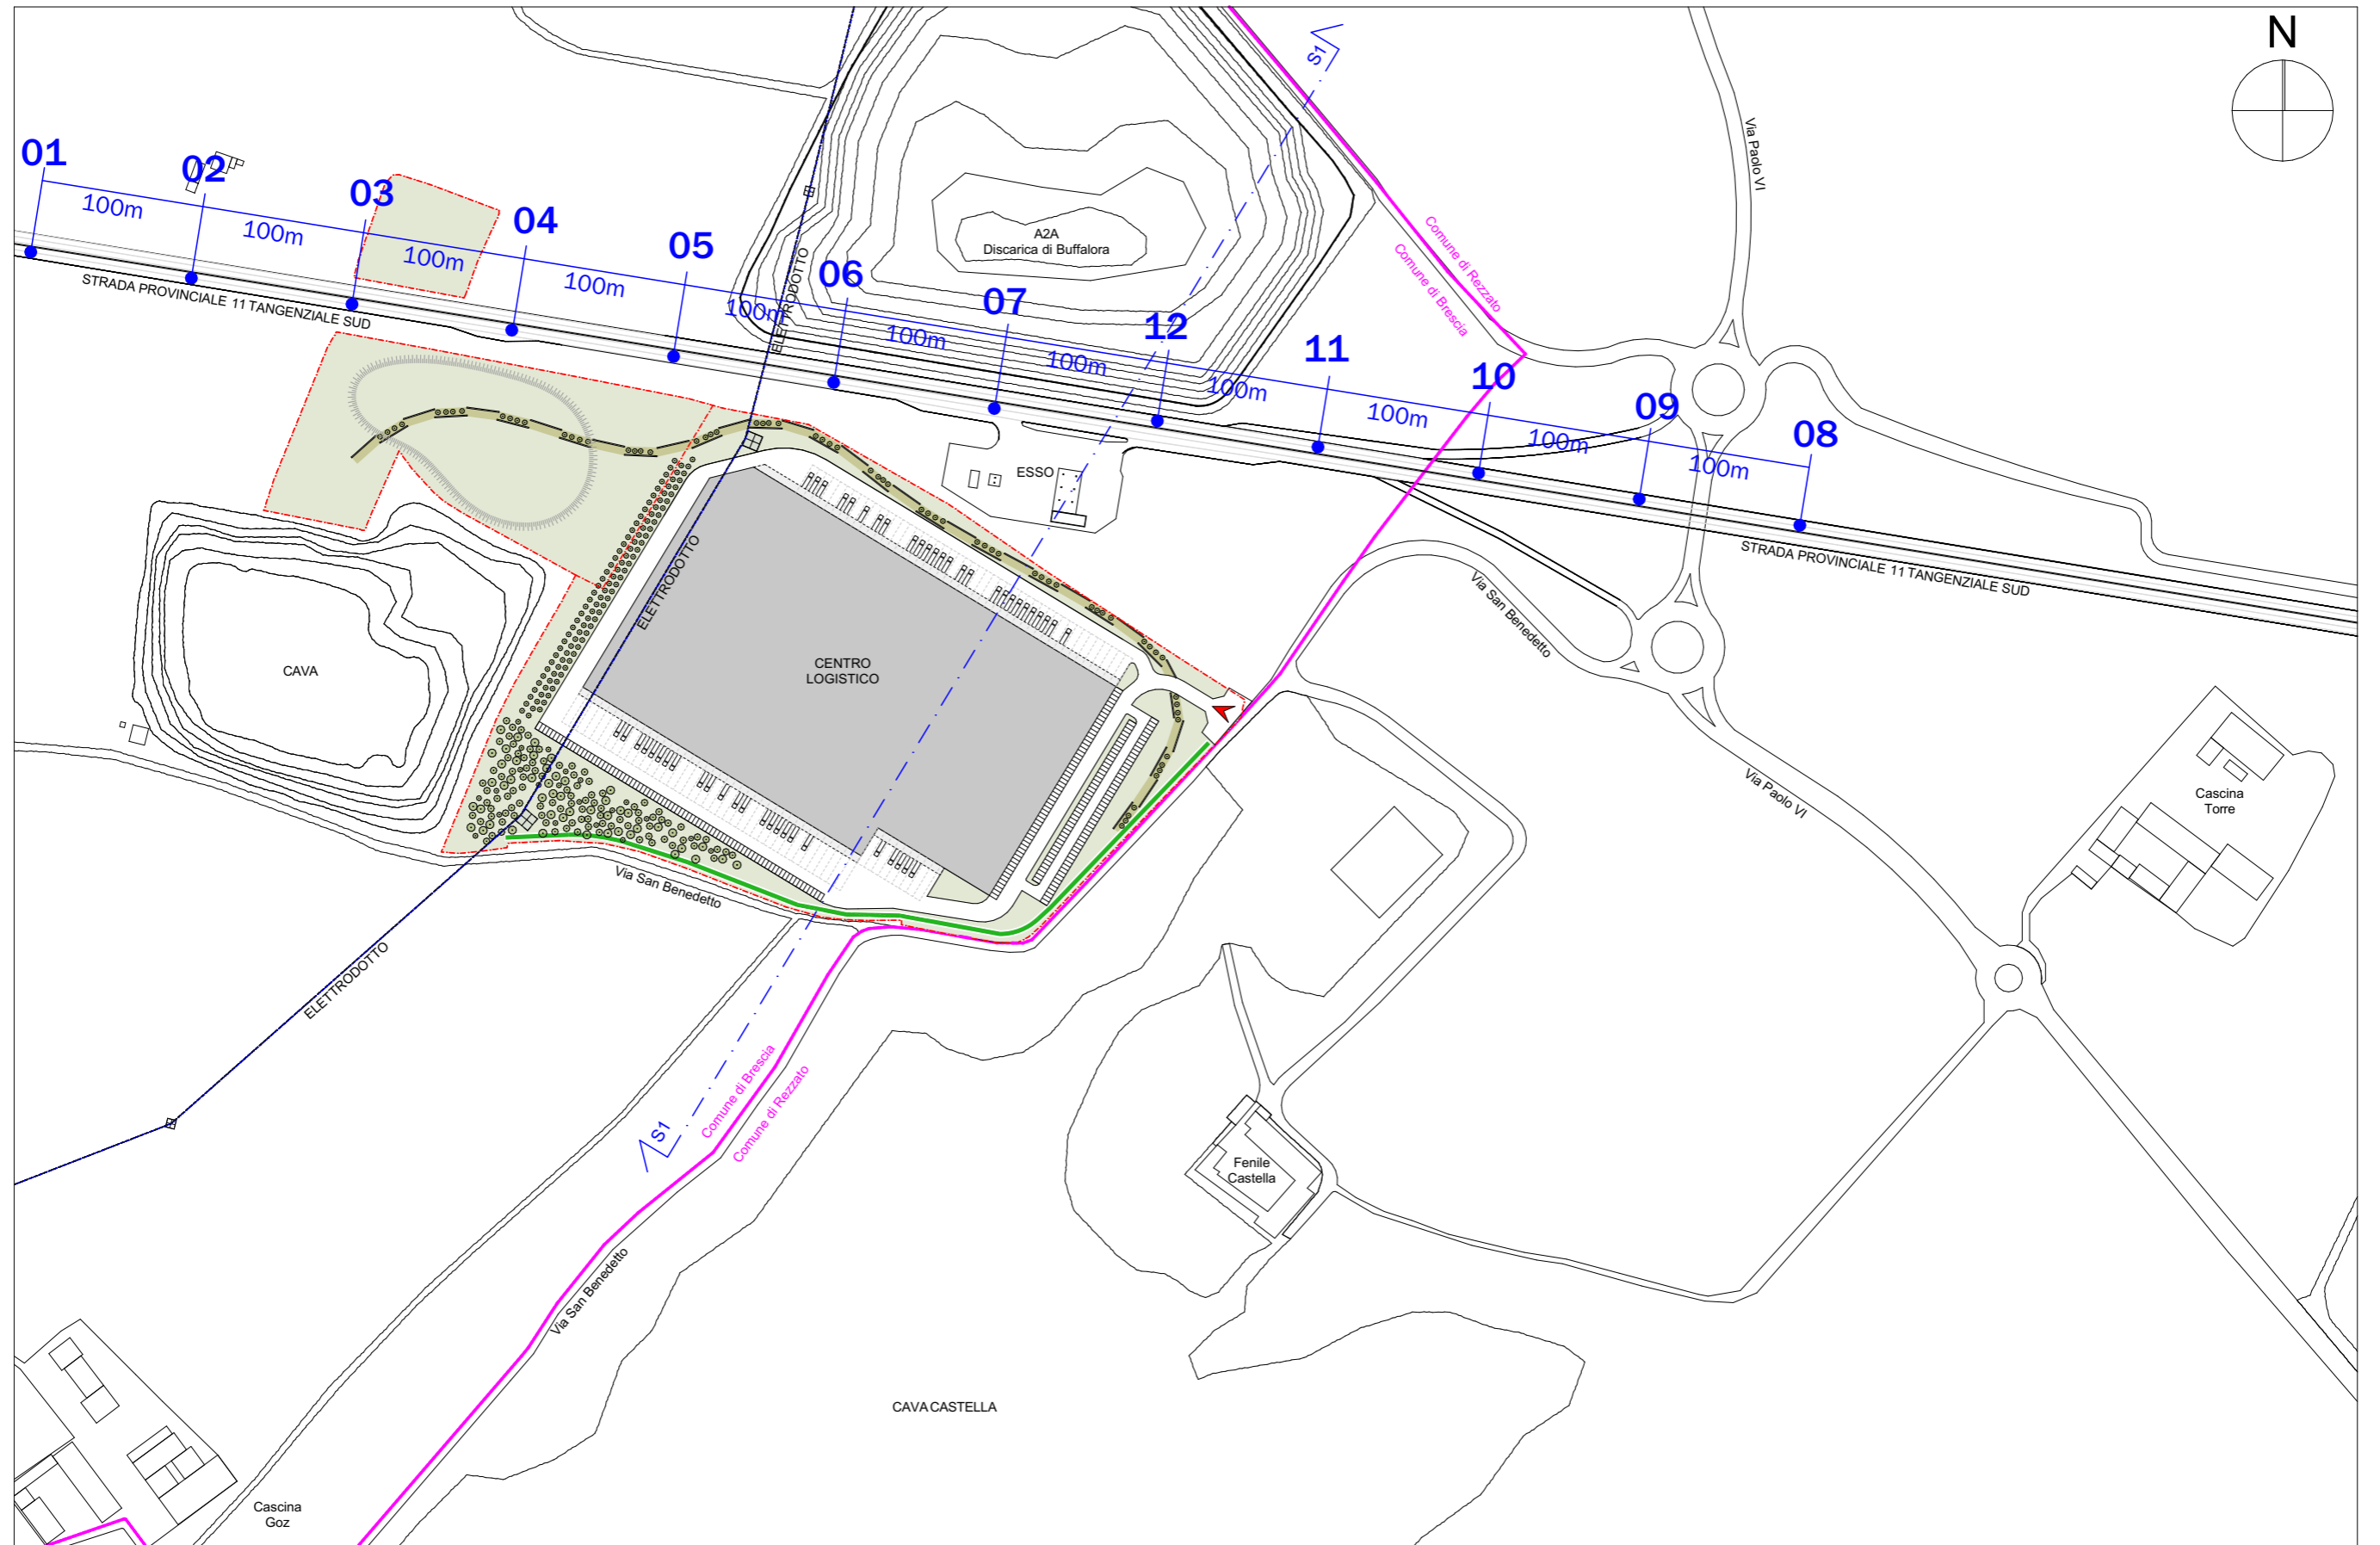 N
S1
01
02
03
04
05
06
07
12
11
10
09
08
100m
100m
100m
100m
100m
100m
100m
100m
100m
100m
100m
STRADA PROVINCIALE 11 TANGENZIALE SUD
ELETTRODOTTO
A2A
Discarica di Buffalora
Comune di Rezzato
Comune di Brescia
Via Paolo VI
ESSO
STRADA PROVINCIALE 11 TANGENZIALE SUD
Via San Benedetto
ELETTRODOTTO
CAVA
CENTRO
LOGISTICO
Via Paolo VI
Cascina
Torre
Via San Benedetto
ELETTRODOTTO
S1
Comune di Brescia
Comune di Rezzato
Fenile
Castella
Via San Benedetto
CAVA CASTELLA
Cascina
Goz